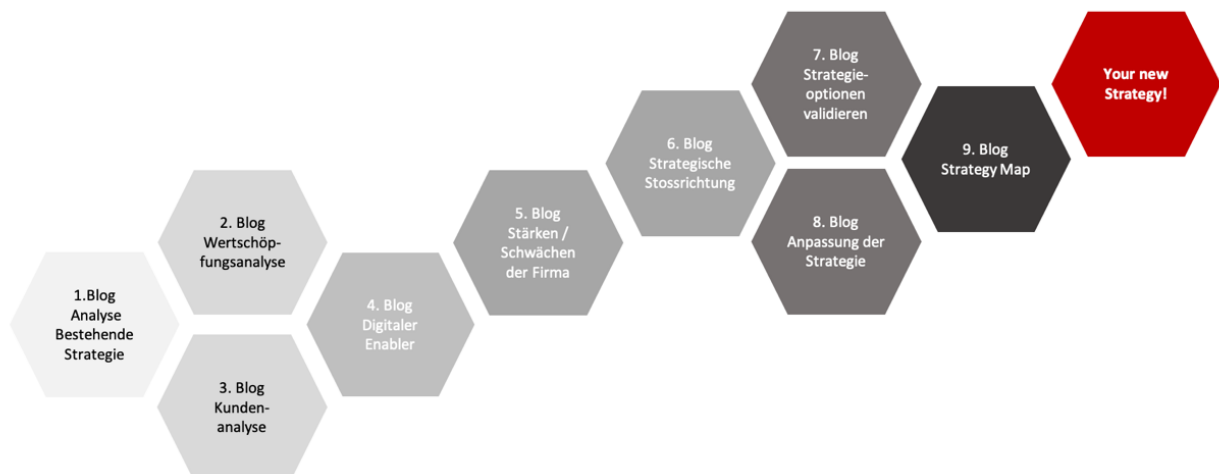 1.Blog
Analyse
Bestehende
Strategie
2. Blog
Wertschöp-
fungsanalyse
3. Blog
Kunden-
analyse
4. Blog
Digitaler
Enabler
5. Blog
Stärken /
Schwächen
der Firma
6. Blog
Strategische
Stossrichtung
7. Blog
Strategie-
optionen
validieren
8. Blog
Anpassung der
Strategie
9. Blog
Strategy Map
Your new
Strategy!